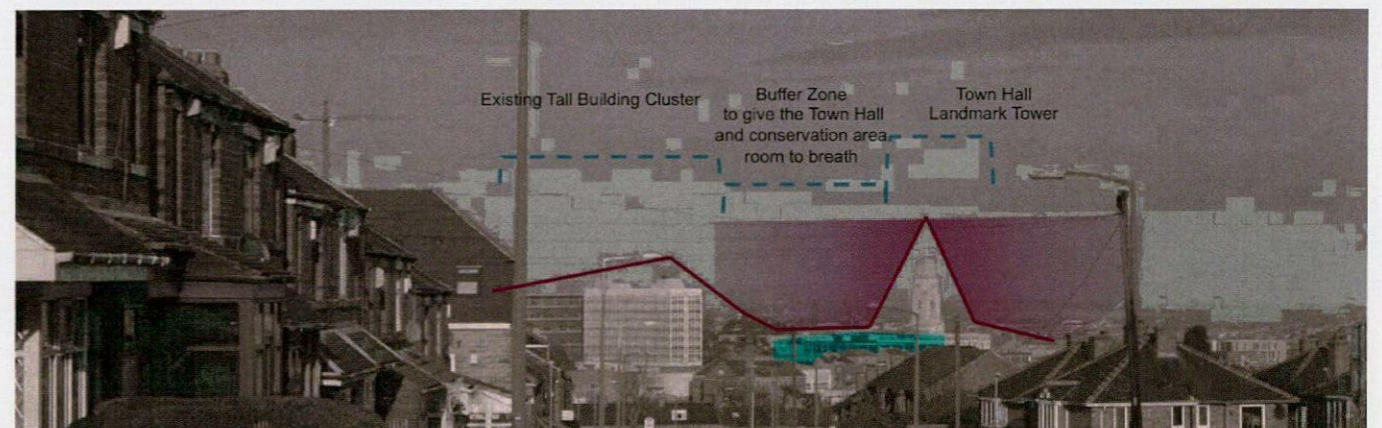 Existing Tall Building Cluster
Buffer Zone
to give the Town Hall
and conservation area
room to breath
Town Hall
Landmark Tower